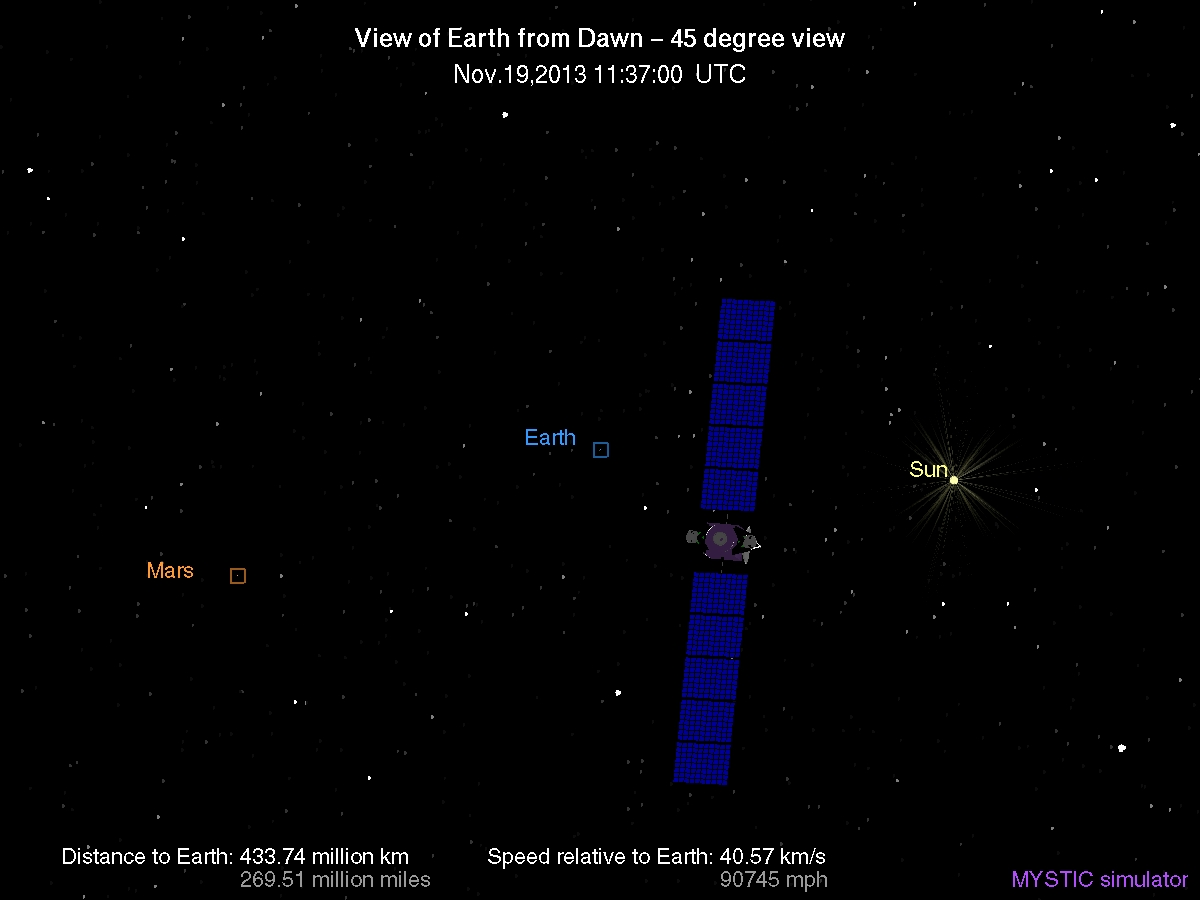 View of Earth from Dawn – 45 degree view
Nov.19,2013 11:37:00 UTC
Earth
Sun
Mars
Distance to Earth: 433.74 million km
269.51 million miles
Speed relative to Earth: 40.57 km/s
90745 mph
MYSTIC simulator